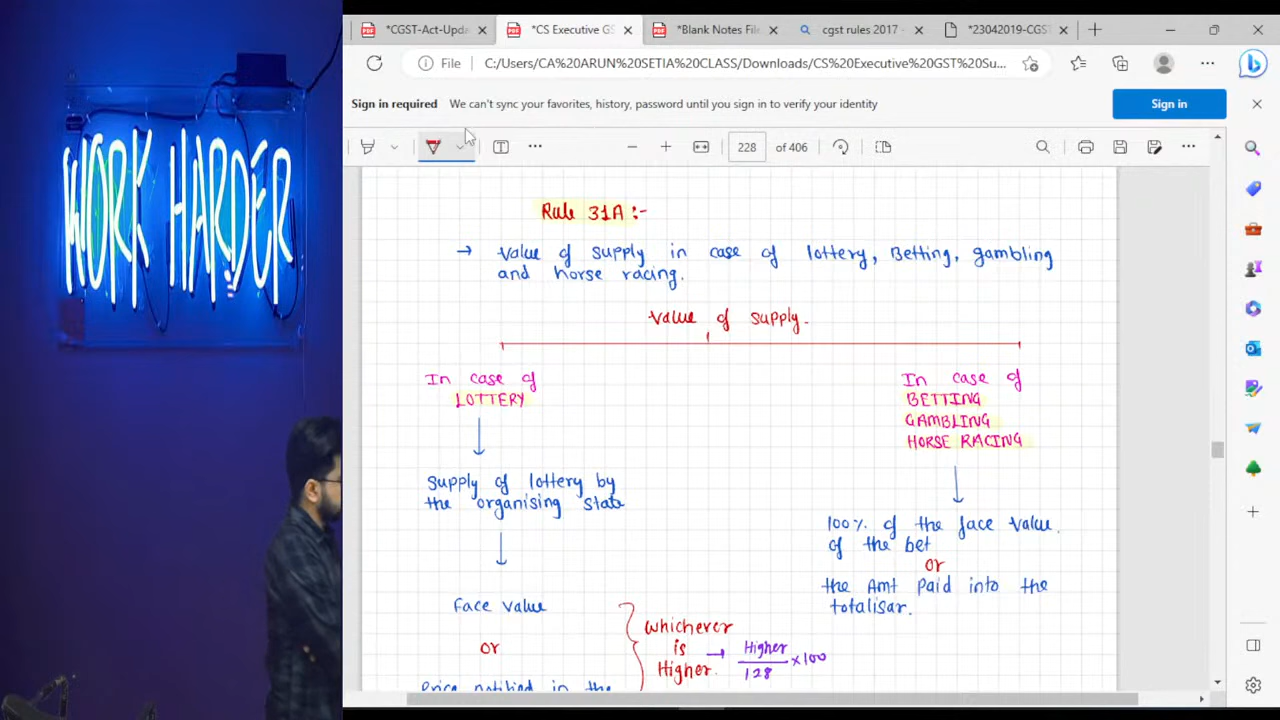 WORK HARDER
*CGST-Act-Upda
*CS Executive GS
*Blank Notes File
cgst rules 2017 -
*23042019-CGST
File
C:/Users/CA%20ARUN%20SETIA%20CLASS/Downloads/CS%20Executive%20GST%20Su...
Sign in required We can't sync your favorites, history, password until you sign in to verify your identity
Sign in
228 of 406
Rule 31A :-
→ Value of supply in case of lottery, Betting, gambling
and horse racing.
Value of supply.
In case of
LOTTERY
In case of
BETTING
GAMBLING
HORSE RACING
Supply of lottery by
the organising state
100% of the face value
of the bet
or
the Amt paid into the
totalisar.
face value
or
Price notified in the
whichever
is
Higher.
→ Higher/128 ×100